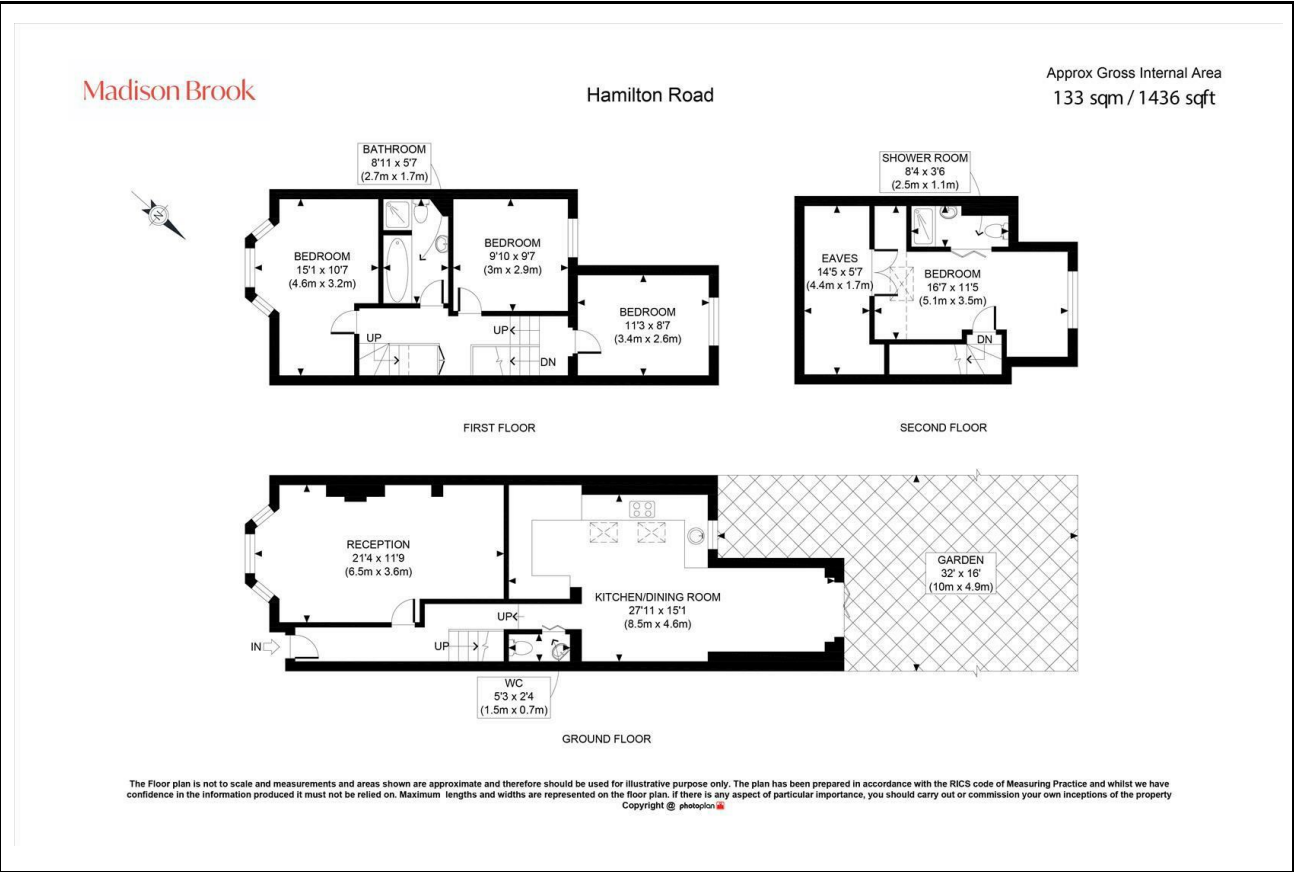 Madison Brook
Hamilton Road
Approx Gross Internal Area
133 sqm / 1436 sqft
N
BATHROOM
8'11 x 5'7
(2.7m x 1.7m)
BEDROOM
15'1 x 10'7
(4.6m x 3.2m)
BEDROOM
9'10 x 9'7
(3m x 2.9m)
BEDROOM
11'3 x 8'7
(3.4m x 2.6m)
UP
UP
DN
FIRST FLOOR
SHOWER ROOM
8'4 x 3'6
(2.5m x 1.1m)
EAVES
14'5 x 5'7
(4.4m x 1.7m)
BEDROOM
16'7 x 11'5
(5.1m x 3.5m)
DN
SECOND FLOOR
RECEPTION
21'4 x 11'9
(6.5m x 3.6m)
KITCHEN/DINING ROOM
27'11 x 15'1
(8.5m x 4.6m)
GARDEN
32' x 16'
(10m x 4.9m)
UP
UP
IN
WC
5'3 x 2'4
(1.5m x 0.7m)
GROUND FLOOR
The Floor plan is not to scale and measurements and areas shown are approximate and therefore should be used for illustrative purpose only. The plan has been prepared in accordance with the RICS code of Measuring Practice and whilst we have
confidence in the information produced it must not be relied on. Maximum lengths and widths are represented on the floor plan. if there is any aspect of particular importance, you should carry out or commission your own inceptions of the property
Copyright @ photoplan